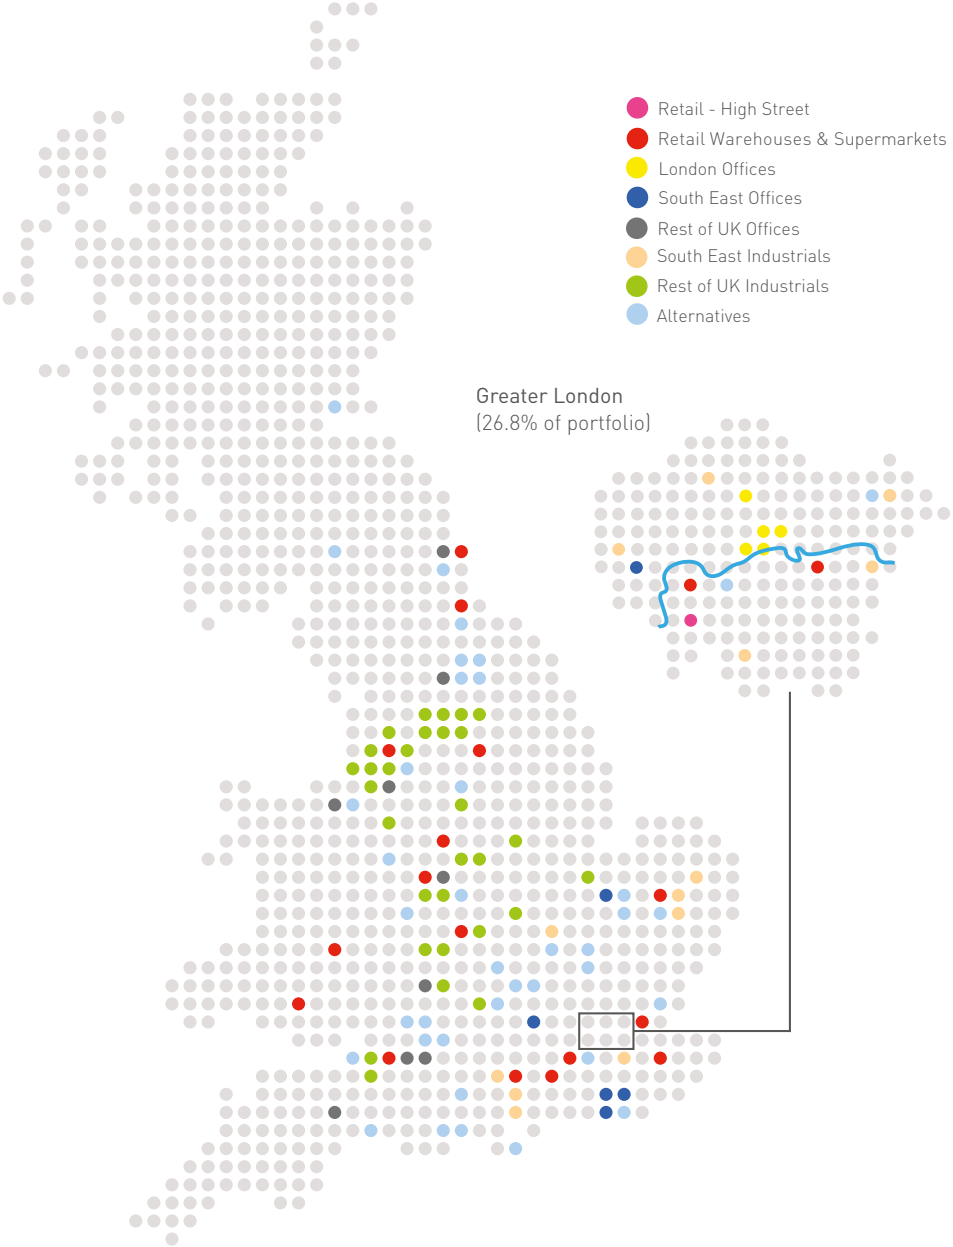 Retail - High Street
Retail Warehouses & Supermarkets
London Offices
South East Offices
Rest of UK Offices
South East Industrials
Rest of UK Industrials
Alternatives
Greater London
(26.8% of portfolio)